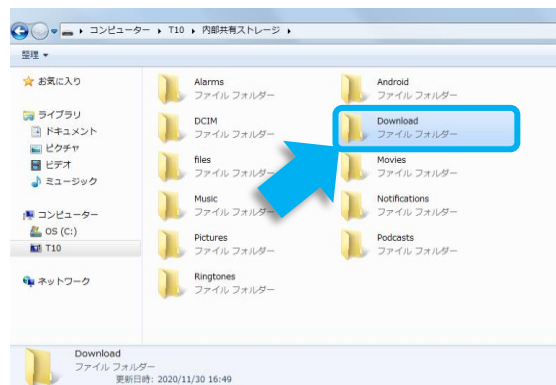 コンピューター ▸ T10 ▸ 内部共有ストレージ ▸
整理 ▾
お気に入り
ライブラリ
ドキュメント
ピクチャ
ビデオ
ミュージック
コンピューター
OS (C:)
T10
ネットワーク
Alarms
ファイル フォルダー
Android
ファイル フォルダー
DCIM
ファイル フォルダー
Download
ファイル フォルダー
files
ファイル フォルダー
Movies
ファイル フォルダー
Music
ファイル フォルダー
Notifications
ファイル フォルダー
Pictures
ファイル フォルダー
Podcasts
ファイル フォルダー
Ringtones
ファイル フォルダー
Download
ファイル フォルダー
更新日時: 2020/11/30 16:49